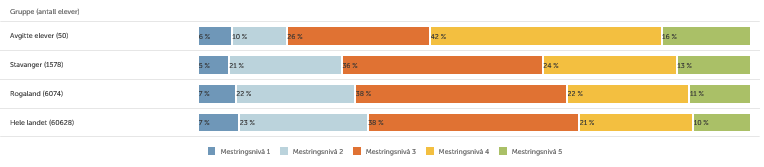 Gruppe (antall elever)
Avgitte elever (50) 6 % 10 % 26 % 42 % 16 %
Stavanger (1578) 5 % 21 % 36 % 24 % 13 %
Rogaland (6074) 7 % 22 % 38 % 22 % 11 %
Hele landet (60628) 7 % 23 % 38 % 21 % 10 %
Mestringsnivå 1 Mestringsnivå 2 Mestringsnivå 3 Mestringsnivå 4 Mestringsnivå 5